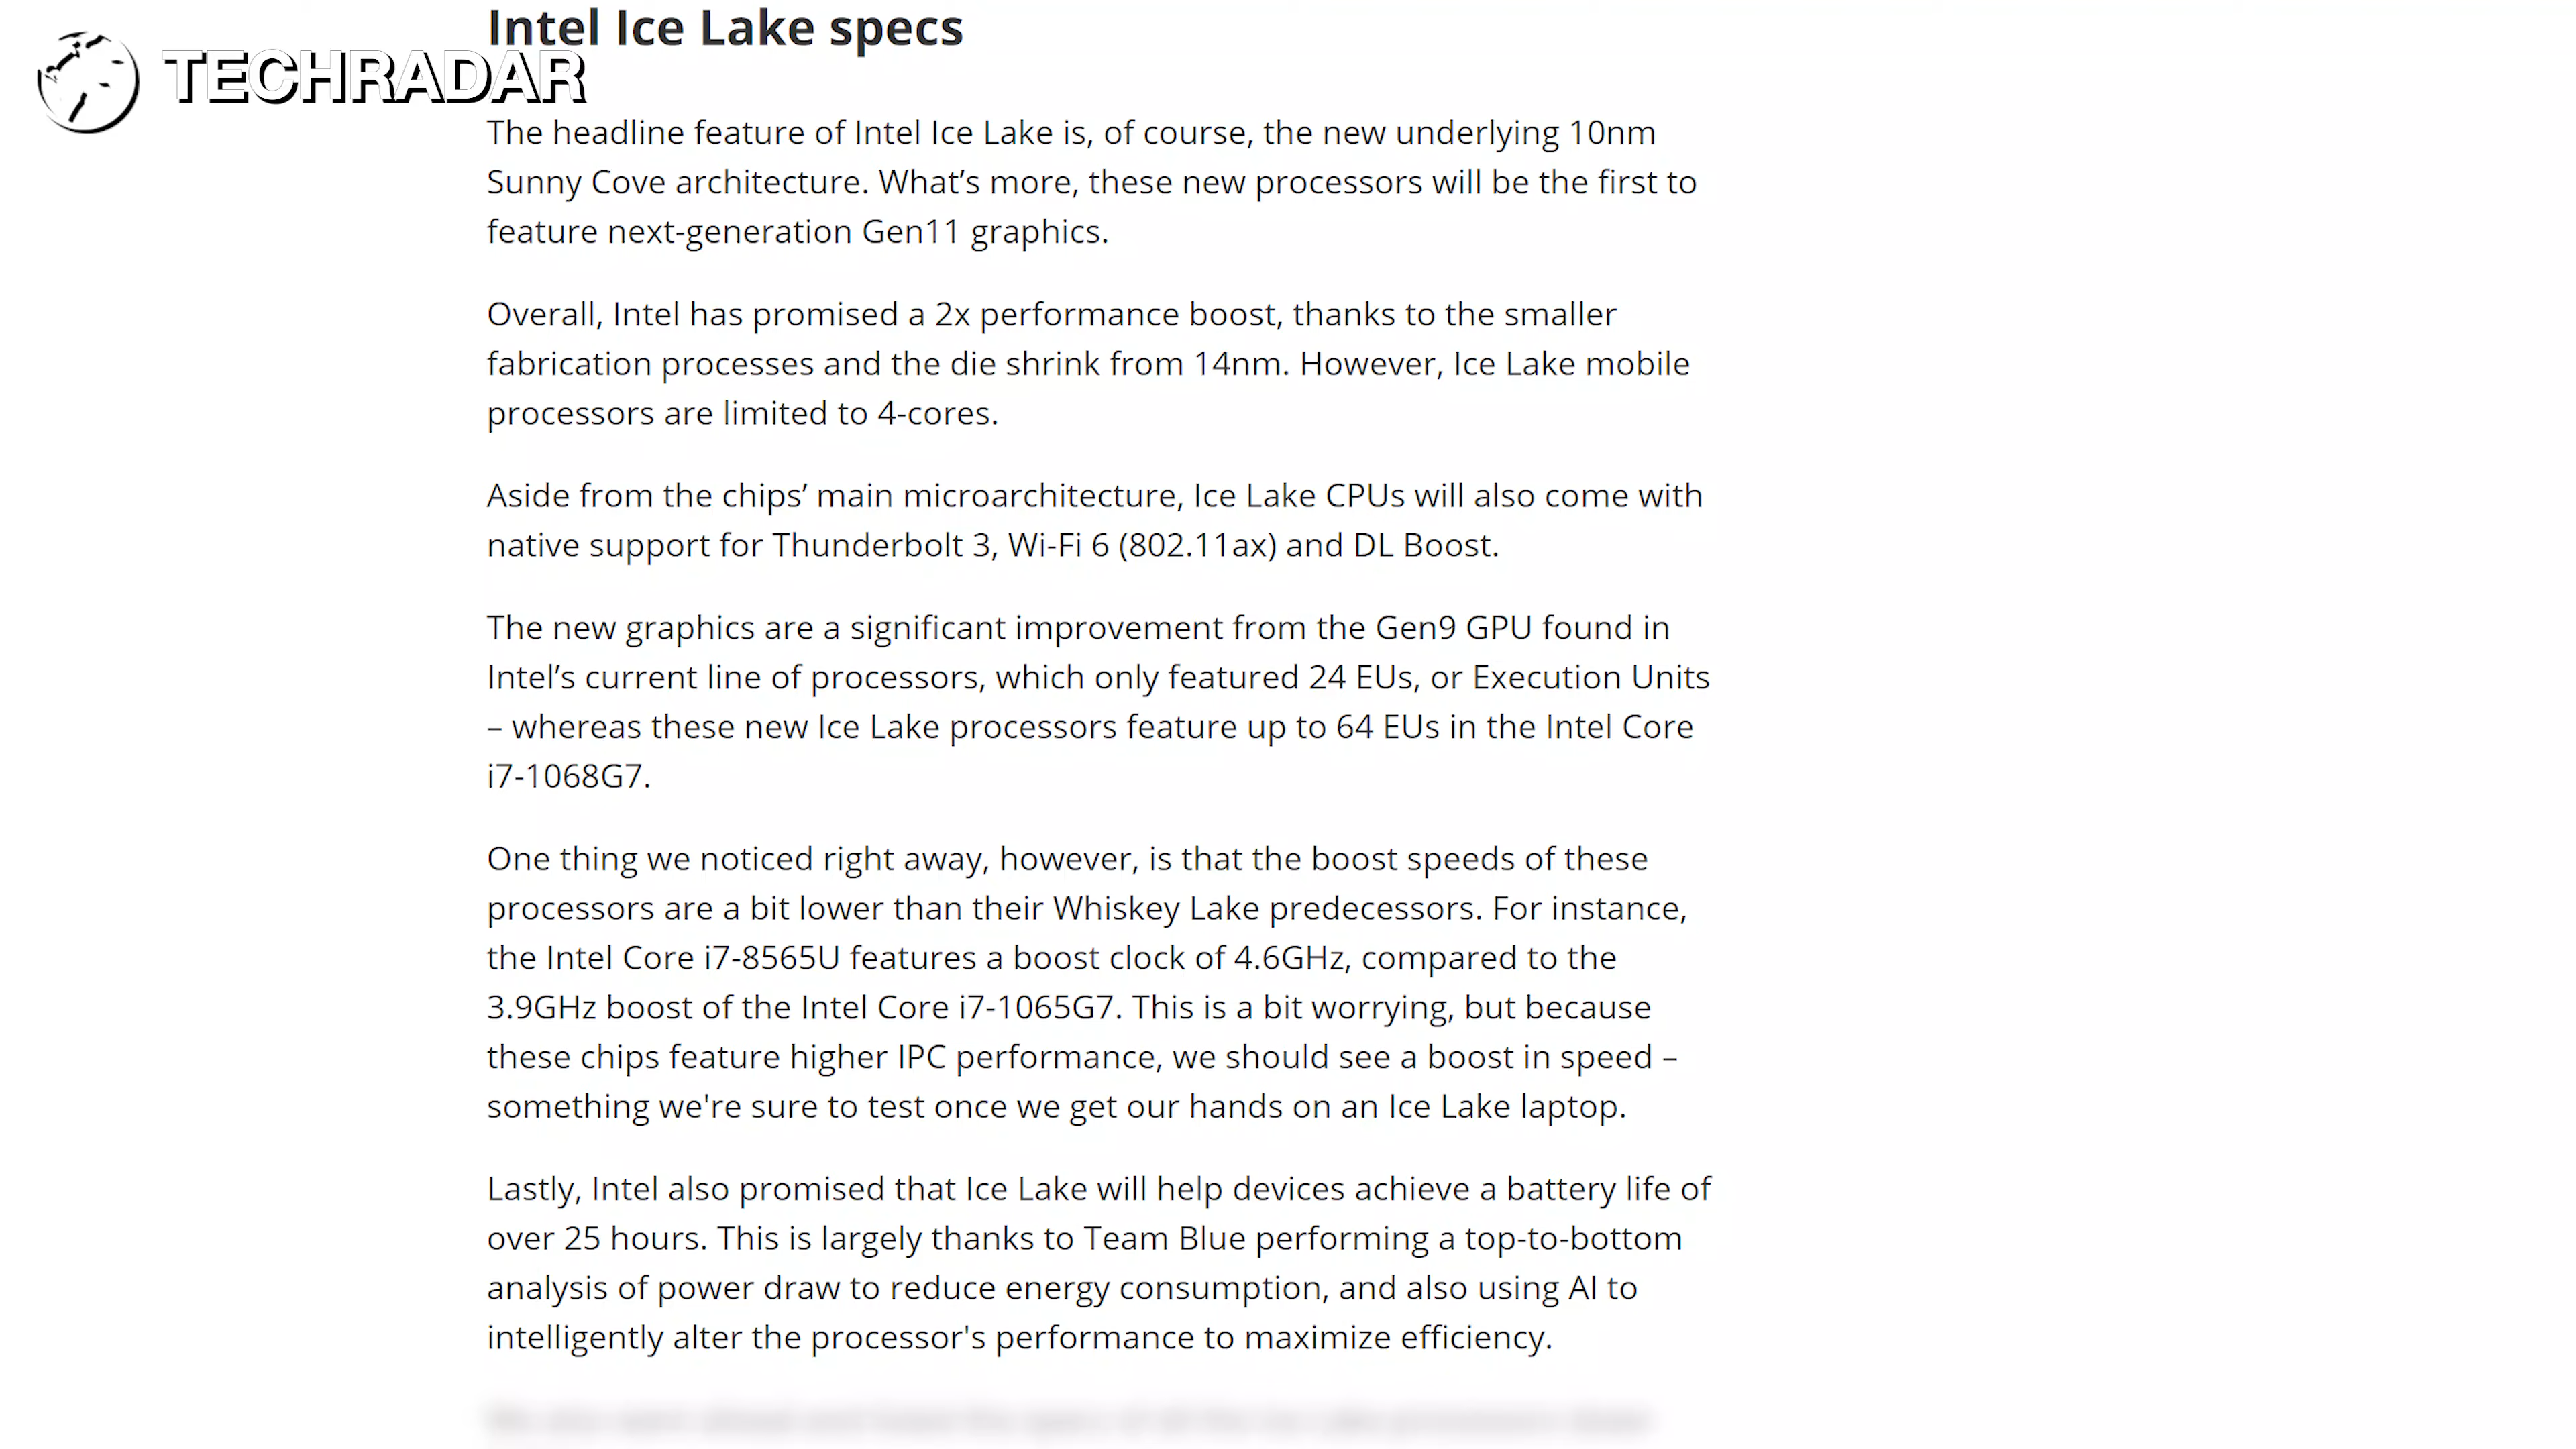 Intel Ice Lake specs
TECHRADAR
The headline feature of Intel Ice Lake is, of course, the new underlying 10nm
Sunny Cove architecture. What’s more, these new processors will be the first to
feature next-generation Gen11 graphics.
Overall, Intel has promised a 2x performance boost, thanks to the smaller
fabrication processes and the die shrink from 14nm. However, Ice Lake mobile
processors are limited to 4-cores.
Aside from the chips’ main microarchitecture, Ice Lake CPUs will also come with
native support for Thunderbolt 3, Wi-Fi 6 (802.11ax) and DL Boost.
The new graphics are a significant improvement from the Gen9 GPU found in
Intel’s current line of processors, which only featured 24 EUs, or Execution Units
– whereas these new Ice Lake processors feature up to 64 EUs in the Intel Core
i7-1068G7.
One thing we noticed right away, however, is that the boost speeds of these
processors are a bit lower than their Whiskey Lake predecessors. For instance,
the Intel Core i7-8565U features a boost clock of 4.6GHz, compared to the
3.9GHz boost of the Intel Core i7-1065G7. This is a bit worrying, but because
these chips feature higher IPC performance, we should see a boost in speed –
something we're sure to test once we get our hands on an Ice Lake laptop.
Lastly, Intel also promised that Ice Lake will help devices achieve a battery life of
over 25 hours. This is largely thanks to Team Blue performing a top-to-bottom
analysis of power draw to reduce energy consumption, and also using AI to
intelligently alter the processor's performance to maximize efficiency.